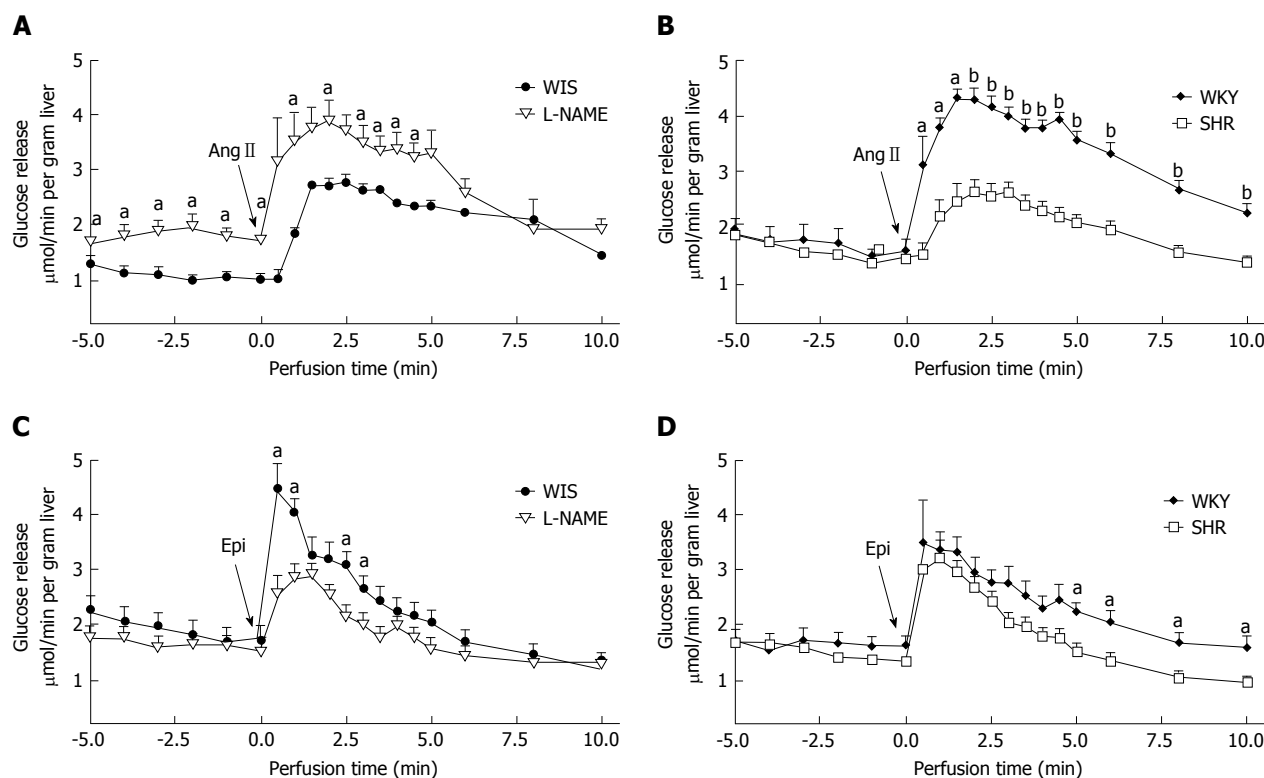 A
Glucose release
μmol/min per gram liver
5
4
3
2
1
Ang Ⅱ
a a a a a a a a a a a a a
WIS
L-NAME
-5.0 -2.5 0.0 2.5 5.0 7.5 10.0
Perfusion time (min)
B
Glucose release
μmol/min per gram liver
5
4
3
2
1
Ang Ⅱ
a a a b b b b b b b b b b
WKY
SHR
-5.0 -2.5 0.0 2.5 5.0 7.5 10.0
Perfusion time (min)
C
Glucose release
μmol/min per gram liver
5
4
3
2
1
Epi
a a a a
WIS
L-NAME
-5.0 -2.5 0.0 2.5 5.0 7.5 10.0
Perfusion time (min)
D
Glucose release
μmol/min per gram liver
5
4
3
2
1
Epi
a a a a
WKY
SHR
-5.0 -2.5 0.0 2.5 5.0 7.5 10.0
Perfusion time (min)